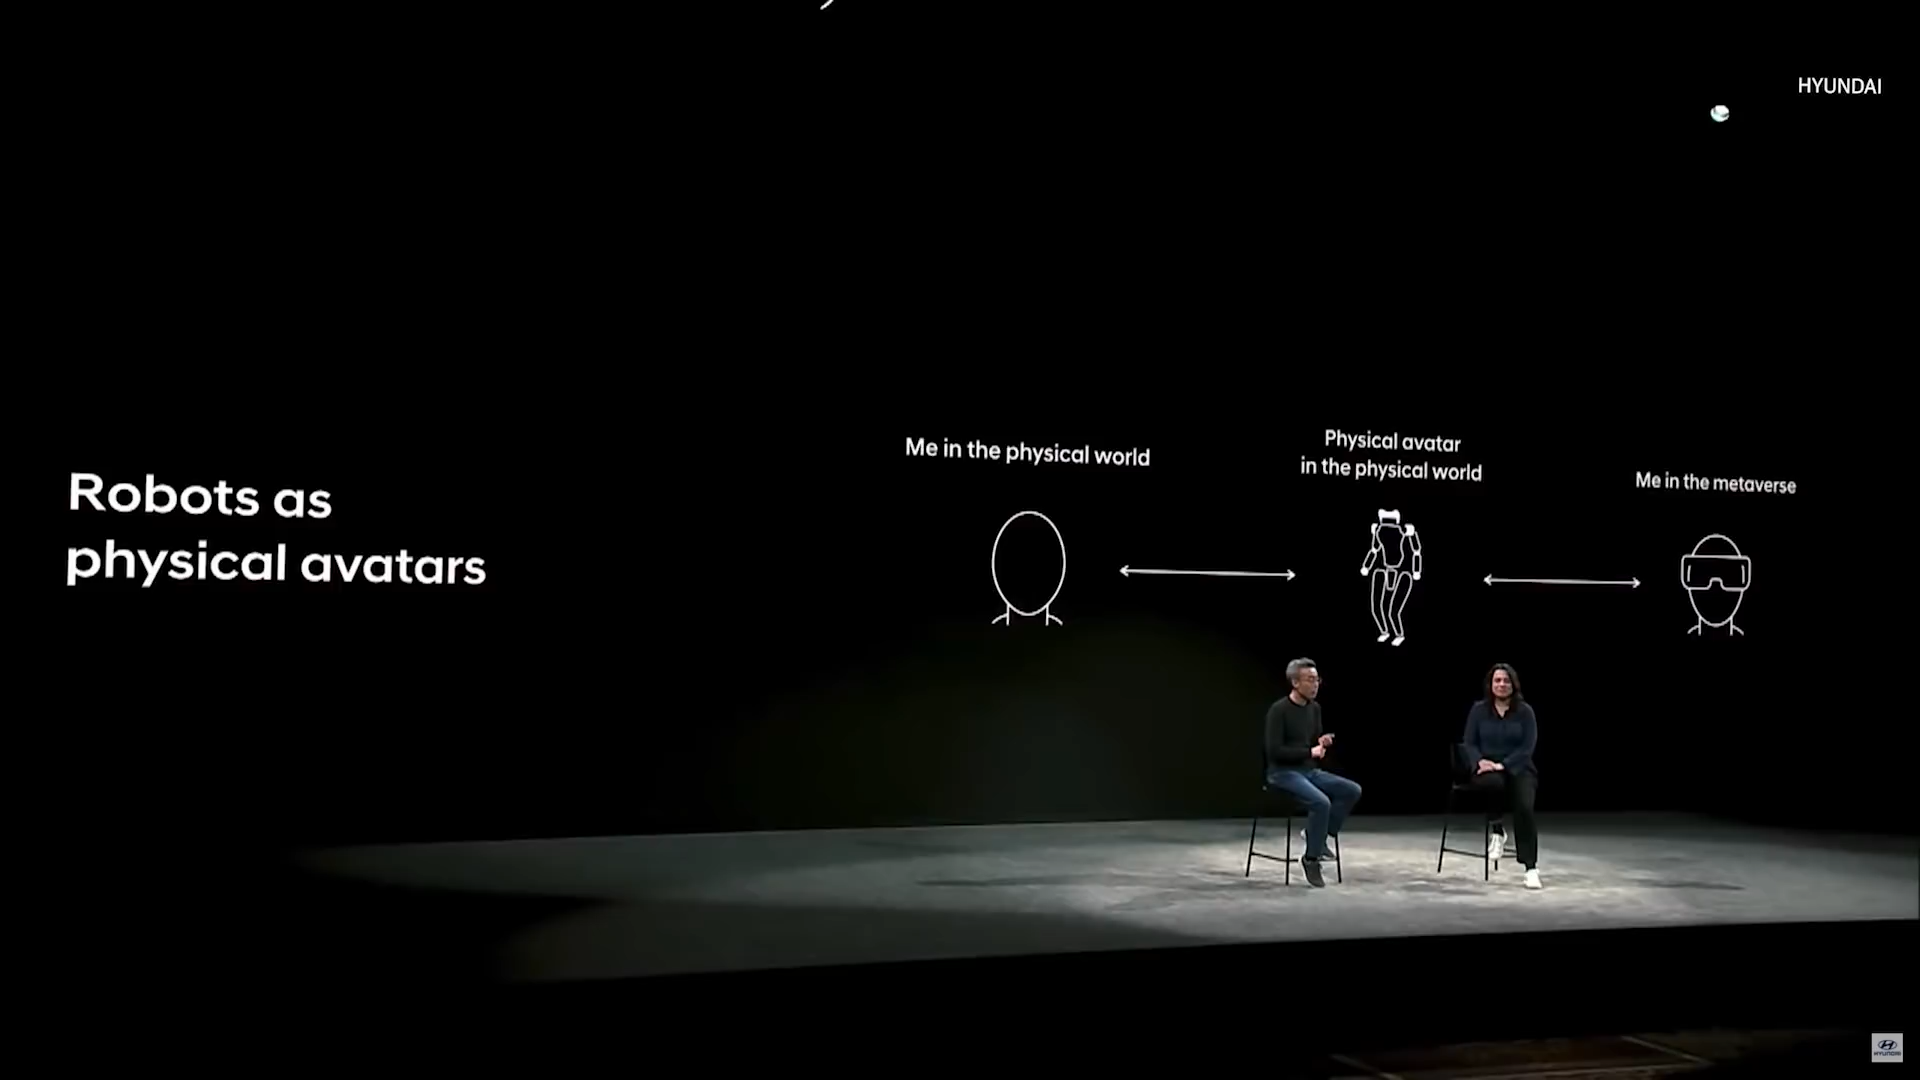 HYUNDAI
Me in the physical world
Physical avatar
in the physical world
Me in the metaverse
Robots as
physical avatars
HYUNDAI